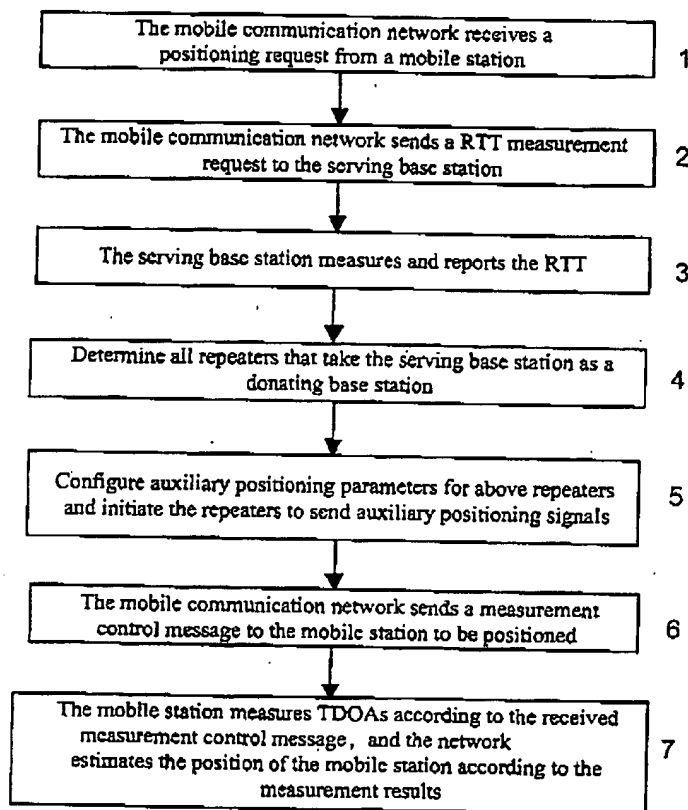 The mobile communication network receives a
positioning request from a mobile station
1
The mobile communication network sends a RTT measurement
request to the serving base station
2
The serving base station measures and reports the RTT
3
Determine all repeaters that take the serving base station as a
donating base station
4
Configure auxiliary positioning parameters for above repeaters
and initiate the repeaters to send auxiliary positioning signals
5
The mobile communication network sends a measurement
control message to the mobile station to be positioned
6
The mobile station measures TDOAs according to the received
measurement control message, and the network
estimates the position of the mobile station according to the
measurement results
7